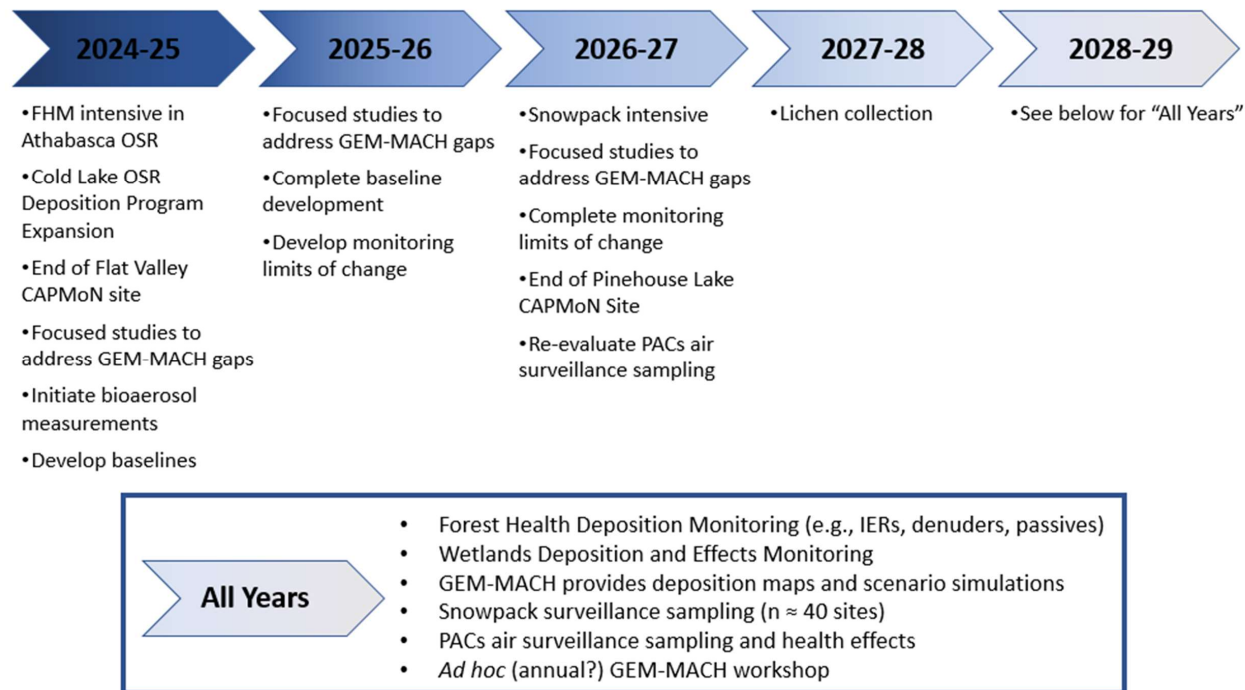 2024-25
•FHM intensive in
Athabasca OSR
•Cold Lake OSR
Deposition Program
Expansion
•End of Flat Valley
CAPMoN site
•Focused studies to
address GEM-MACH gaps
•Initiate bioaerosol
measurements
•Develop baselines
2025-26
•Focused studies to
address GEM-MACH gaps
•Complete baseline
development
•Develop monitoring
limits of change
2026-27
•Snowpack intensive
•Focused studies to
address GEM-MACH gaps
•Complete monitoring
limits of change
•End of Pinehouse Lake
CAPMoN Site
•Re-evaluate PACs air
surveillance sampling
2027-28
•Lichen collection
2028-29
•See below for “All Years”
All Years
• Forest Health Deposition Monitoring (e.g., IERs, denuders, passives)
• Wetlands Deposition and Effects Monitoring
• GEM-MACH provides deposition maps and scenario simulations
• Snowpack surveillance sampling (n ≈ 40 sites)
• PACs air surveillance sampling and health effects
• Ad hoc (annual?) GEM-MACH workshop